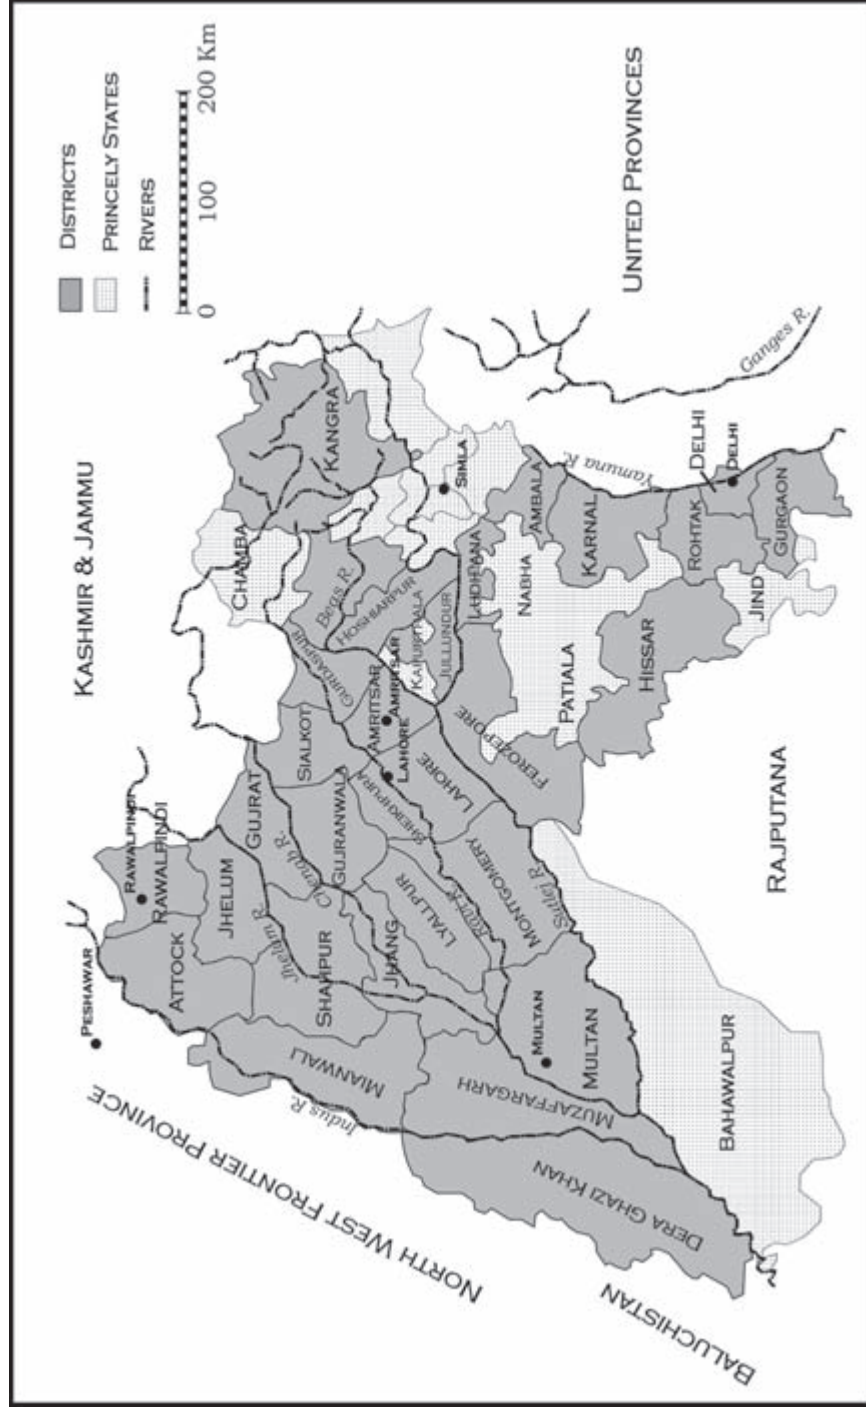 DISTRICTS
PRINCELY STATES
RIVERS
0 100 200 KM
KASHMIR & JAMMU
UNITED PROVINCES
RAJPUTANA
NORTH WEST FRONTIER PROVINCE
BALUCHISTAN
PESHAWAR
RAWALPINDI
RAWALPINDI
ATTOCK
JHELUM
Jhelam R.
GUJRAT
Chenab R.
SHAHPUR
MIANWALI
Indus R.
JHANG
GUJRANWALA
SIALKOT
SHEIKHPURA
LYALLPUR
Ravi R.
LAHORE
LAHORE
AMRITSAR
AMRITSAR
GURDASPUR
CHAMBA
KANGRA
Beas R.
HOSHIARPUR
KAPURTHALA
JULLUNDUR
SIMLA
LUDHIANA
AMBALA
NABHA
PATIALA
FEROZEPORE
MONTGOMERY
Sutlej R.
MULTAN
MULTAN
MUZAFFARGARH
DERA GHAZI KHAN
BAHAWALPUR
HISSAR
JIND
KARNAL
ROHTAK
DELHI
DELHI
GURGAON
Yamuna R.
Ganges R.